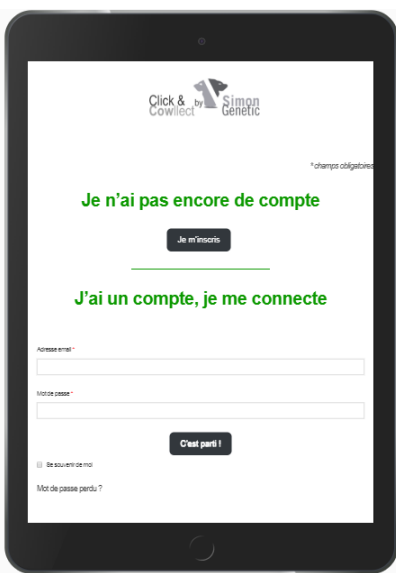 Click & by Simon
Cowllect Genetic
* champs obligatoires
Je n'ai pas encore de compte
Je m'inscris
J'ai un compte, je me connecte
Adresse email *
Mot de passe *
C'est parti !
Se souvenir de moi
Mot de passe perdu ?